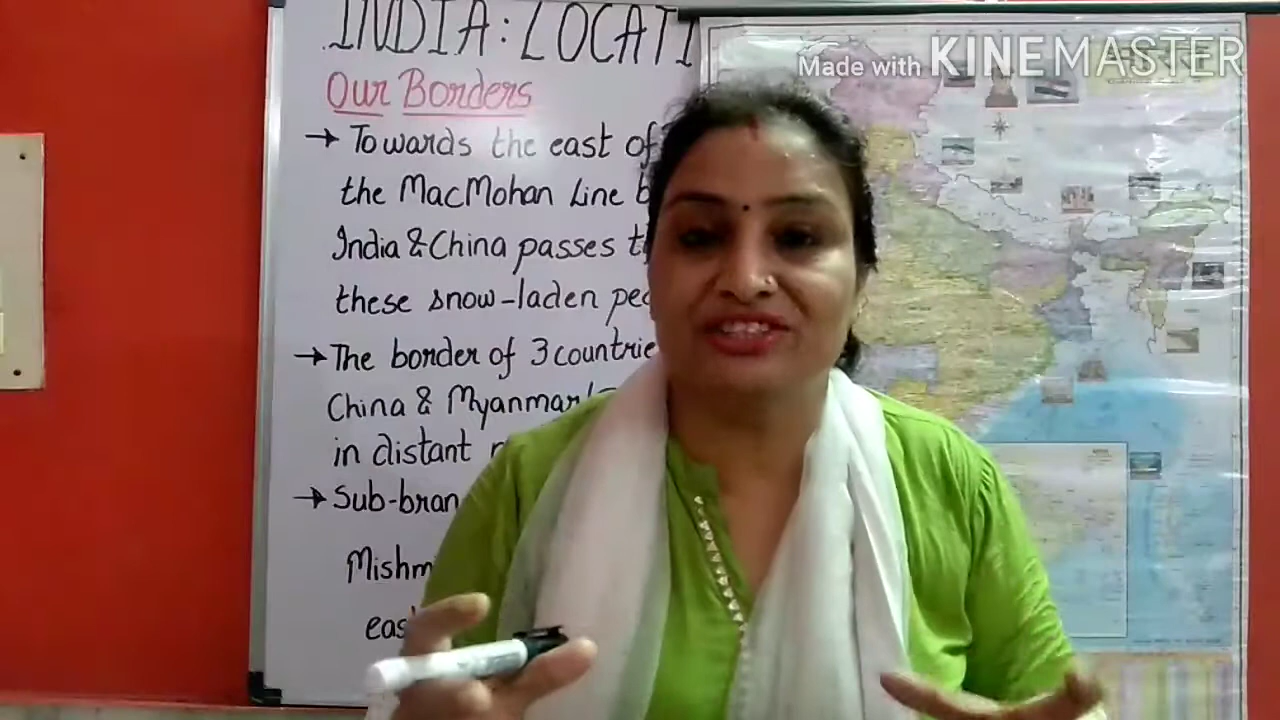 INDIA: LOCATI
Our Borders
→ Towards the east of
the MacMohan Line b
India & China passes t
these snow-laden pe
→ The border of 3 countrie
China & Myanmar
in distant
→ Sub-bran
Mishm
eas
Made with KINEMASTER